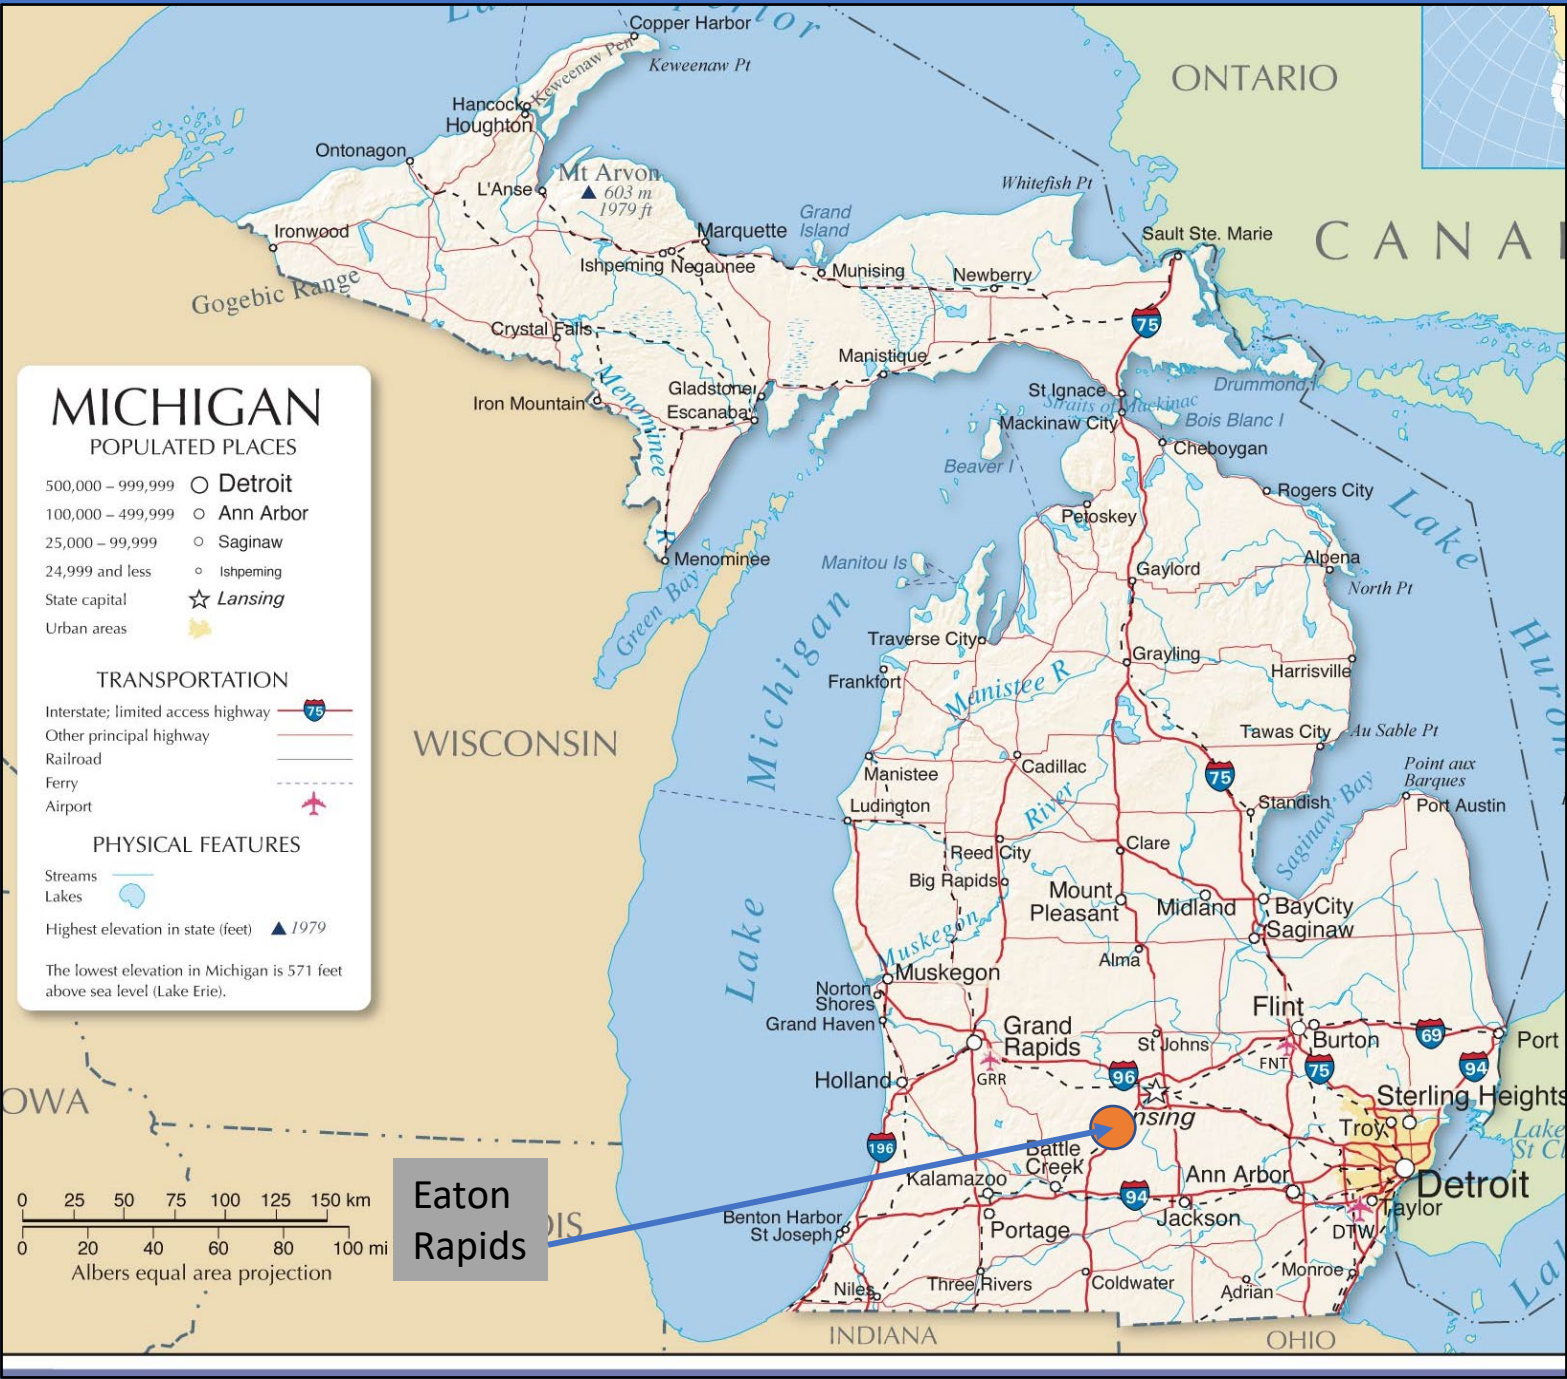 Copper Harbor
Keweenaw Pen
Keweenaw Pt
ONTARIO
Hancock
Houghton
Ontonagon
L'Anse
Mt Arvon
603 m
1979 ft
Whitefish Pt
Grand
Island
Ironwood
Marquette
Sault Ste. Marie
Ishpeming Negaunee
Munising
Newberry
Gogebic Range
Crystal Falls
75
Manistique
Drummond I
MICHIGAN
POPULATED PLACES
500,000 – 999,999 Detroit
100,000 – 499,999 Ann Arbor
25,000 – 99,999 Saginaw
24,999 and less Ishpeming
State capital Lansing
Urban areas
TRANSPORTATION
Interstate; limited access highway 75
Other principal highway
Railroad
Ferry
Airport
PHYSICAL FEATURES
Streams
Lakes
Highest elevation in state (feet) 1979
The lowest elevation in Michigan is 571 feet
above sea level (Lake Erie).
Gladstone
Escanaba
Iron Mountain
Menominee R
St Ignace
Straits of Mackinac
Mackinaw City
Bois Blanc I
Cheboygan
Beaver I
Rogers City
Petoskey
Lake
Huron
Menominee
Manitou Is
Gaylord
Alpena
North Pt
Green Bay
Lake Michigan
Traverse City
Grayling
Harrisville
Frankfort
Manistee R
WISCONSIN
Tawas City
Au Sable Pt
Manistee
Cadillac
75
Point aux
Barques
Ludington
River
Standish
Saginaw Bay
Port Austin
Reed City
Clare
Big Rapids
Mount
Pleasant
Midland
BayCity
Saginaw
Muskegon
Alma
Muskegon
Norton
Shores
Grand Haven
Grand
Rapids
St Johns
Flint
Burton
69
Port
GRR
96
FNT
75
94
Holland
nsing
Sterling Heights
Troy
Lake
OWA
196
Battle
Creek
Kalamazoo
94
Ann Arbor
Detroit
Taylor
DTW
Jackson
Portage
Benton Harbor
St Joseph
Eaton
Rapids
OIS
0 25 50 75 100 125 150 km
0 20 40 60 80 100 mi
Albers equal area projection
Niles
Three Rivers
Coldwater
Adrian
Monroe
INDIANA
OHIO